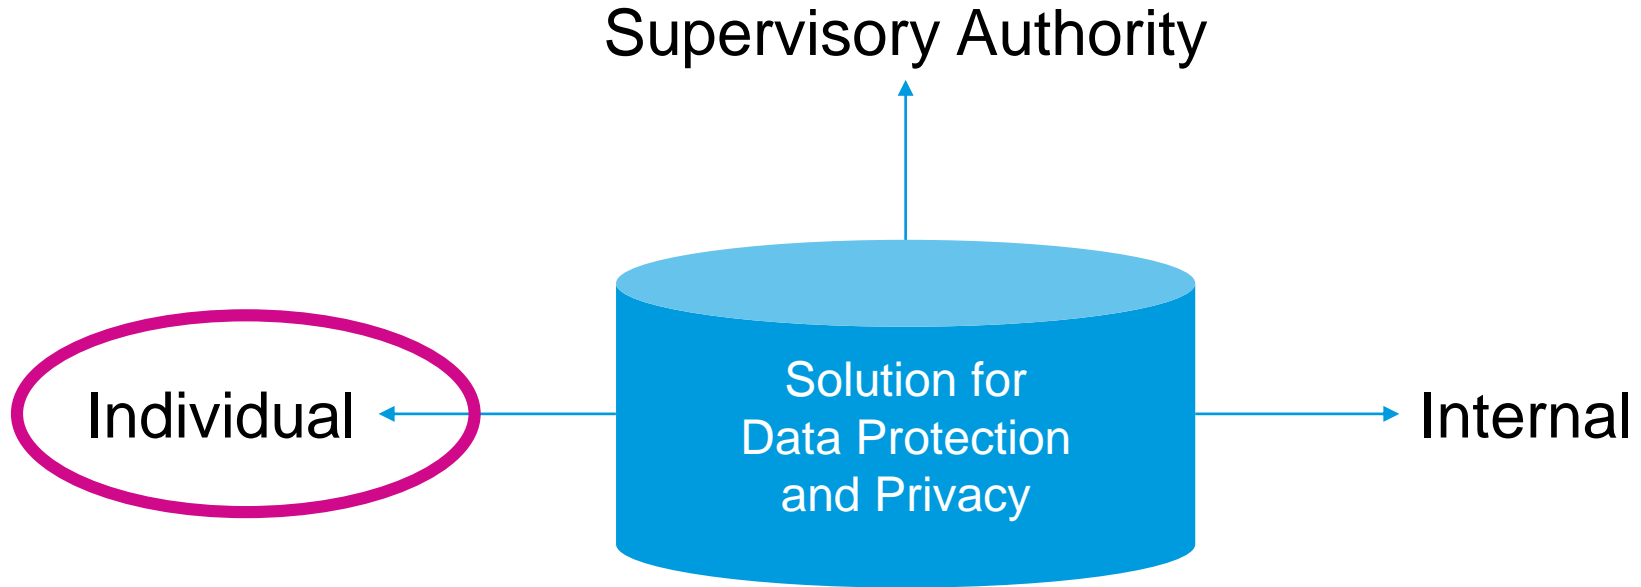 Supervisory Authority
Individual
Solution for
Data Protection
and Privacy
Internal